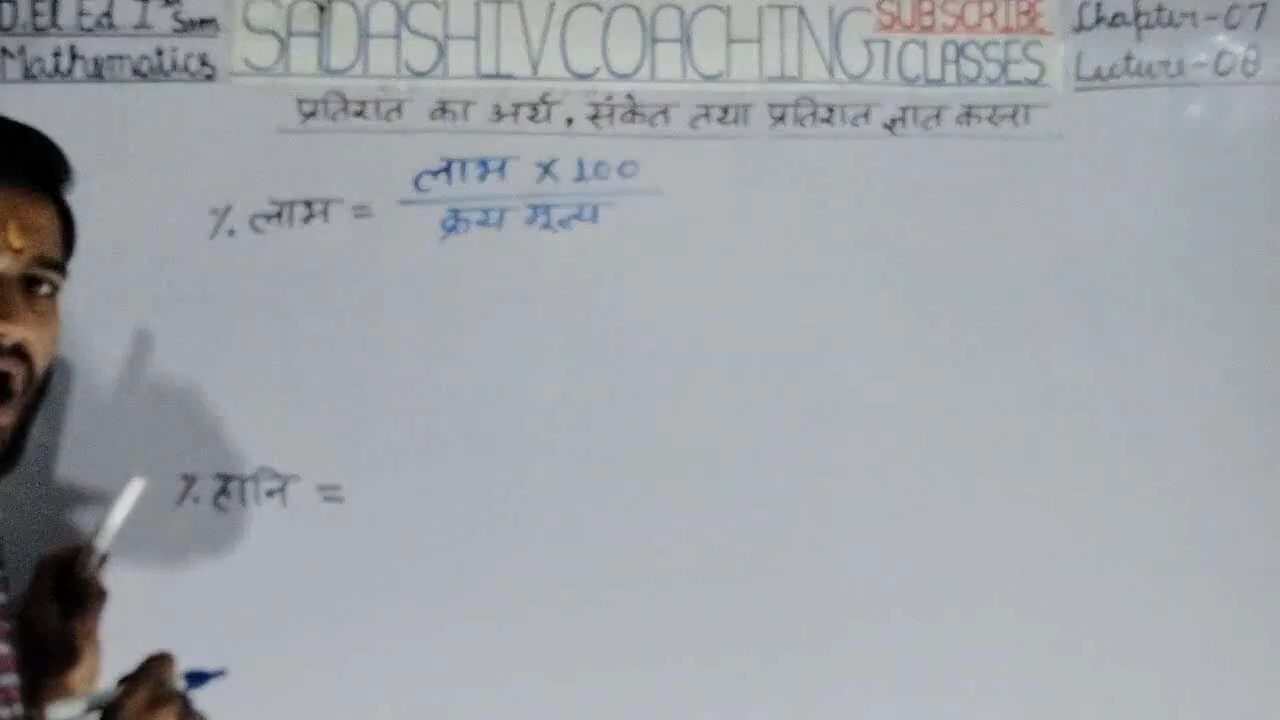 D.El.Ed Ist Sem
Mathematics
SADASHIV COACHING CLASSES
SUBSCRIBE
Chapter-07
Lecture-08
प्रतिशत का अर्थ, संकेत तथा प्रतिशत ज्ञात करना
% लाभ = लाभ × 100
क्रय मूल्य
% हानि =